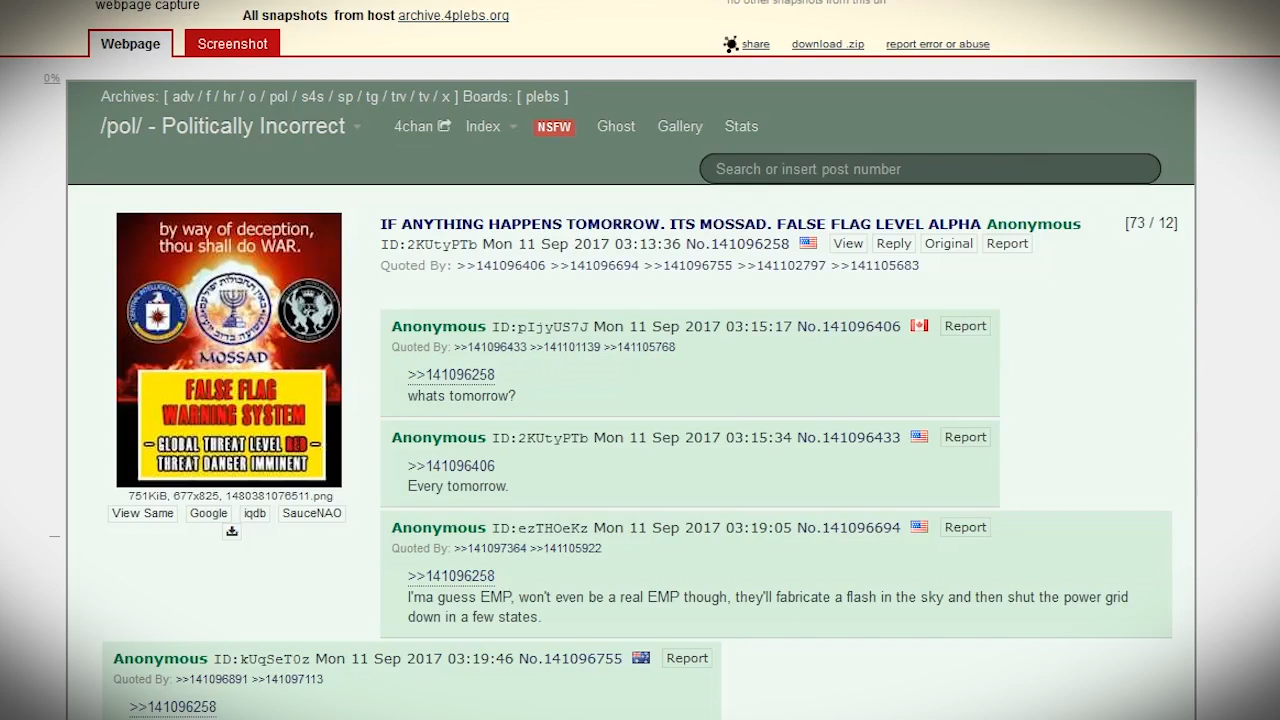 webpage capture
no other snapshots from this url
All snapshots from host archive.4plebs.org
Webpage
Screenshot
share
download .zip
report error or abuse
0%
Archives: [ adv / f / hr / o / pol / s4s / sp / tg / trv / tv / x ] Boards: [ plebs ]
/pol/ - Politically Incorrect
4chan
Index
NSFW
Ghost
Gallery
Stats
Search or insert post number
by way of deception,
thou shall do WAR.
MOSSAD
FALSE FLAG
WARNING SYSTEM
– GLOBAL THREAT LEVEL RED –
THREAT DANGER IMMINENT
751KiB, 677x825, 1480381076511.png
View Same
Google
iqdb
SauceNAO
IF ANYTHING HAPPENS TOMORROW. ITS MOSSAD. FALSE FLAG LEVEL ALPHA Anonymous
[73 / 12]
ID:2KUtyPTb Mon 11 Sep 2017 03:13:36 No.141096258 View Reply Original Report
Quoted By: >>141096406 >>141096694 >>141096755 >>141102797 >>141105683
Anonymous ID:pIjyUS7J Mon 11 Sep 2017 03:15:17 No.141096406 Report
Quoted By: >>141096433 >>141101139 >>141105768
>>141096258
whats tomorrow?
Anonymous ID:2KUtyPTb Mon 11 Sep 2017 03:15:34 No.141096433 Report
>>141096406
Every tomorrow.
Anonymous ID:ezTHOeKz Mon 11 Sep 2017 03:19:05 No.141096694 Report
Quoted By: >>141097364 >>141105922
>>141096258
I'ma guess EMP, won't even be a real EMP though, they'll fabricate a flash in the sky and then shut the power grid
down in a few states.
Anonymous ID:kUqSeT0z Mon 11 Sep 2017 03:19:46 No.141096755 Report
Quoted By: >>141096891 >>141097113
>>141096258